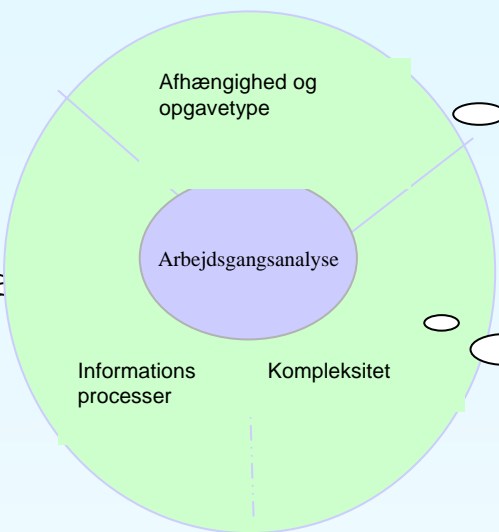 Afhængighed og
opgavetype
Arbejdsgangsanalyse
Informations
processer
Kompleksitet